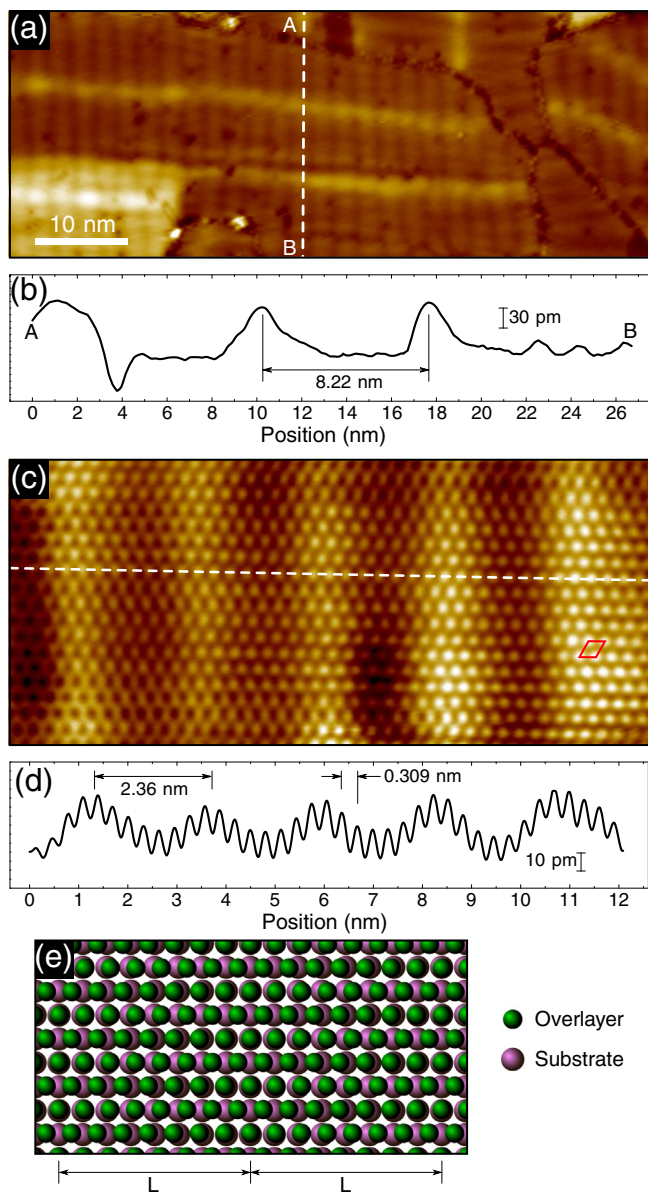 (a)
A
B
10 nm
(b)
A
30 pm
B
8.22 nm
0 2 4 6 8 10 12 14 16 18 20 22 24 26
Position (nm)
(c)
(d)
2.36 nm
0.309 nm
10 pm
0 1 2 3 4 5 6 7 8 9 10 11 12
Position (nm)
(e)
Overlayer
Substrate
L L